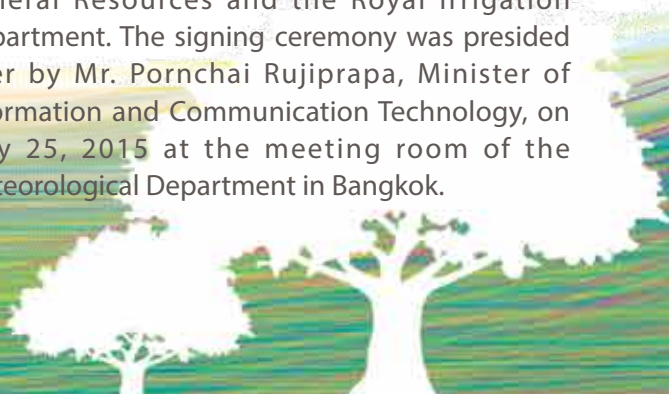 neral Resources and the Royal Irrigation
partment. The signing ceremony was presided
er by Mr. Pornchai Rujiprapa, Minister of
ormation and Communication Technology, on
y 25, 2015 at the meeting room of the
teorological Department in Bangkok.